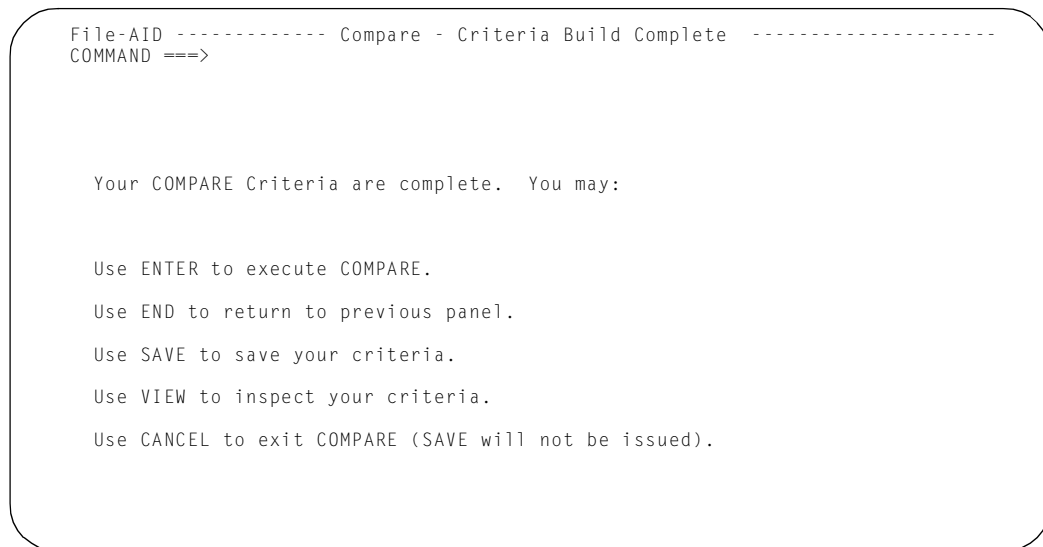 File-AID ------------- Compare - Criteria Build Complete ---------------------
COMMAND ===>
Your COMPARE Criteria are complete. You may:
Use ENTER to execute COMPARE.
Use END to return to previous panel.
Use SAVE to save your criteria.
Use VIEW to inspect your criteria.
Use CANCEL to exit COMPARE (SAVE will not be issued).